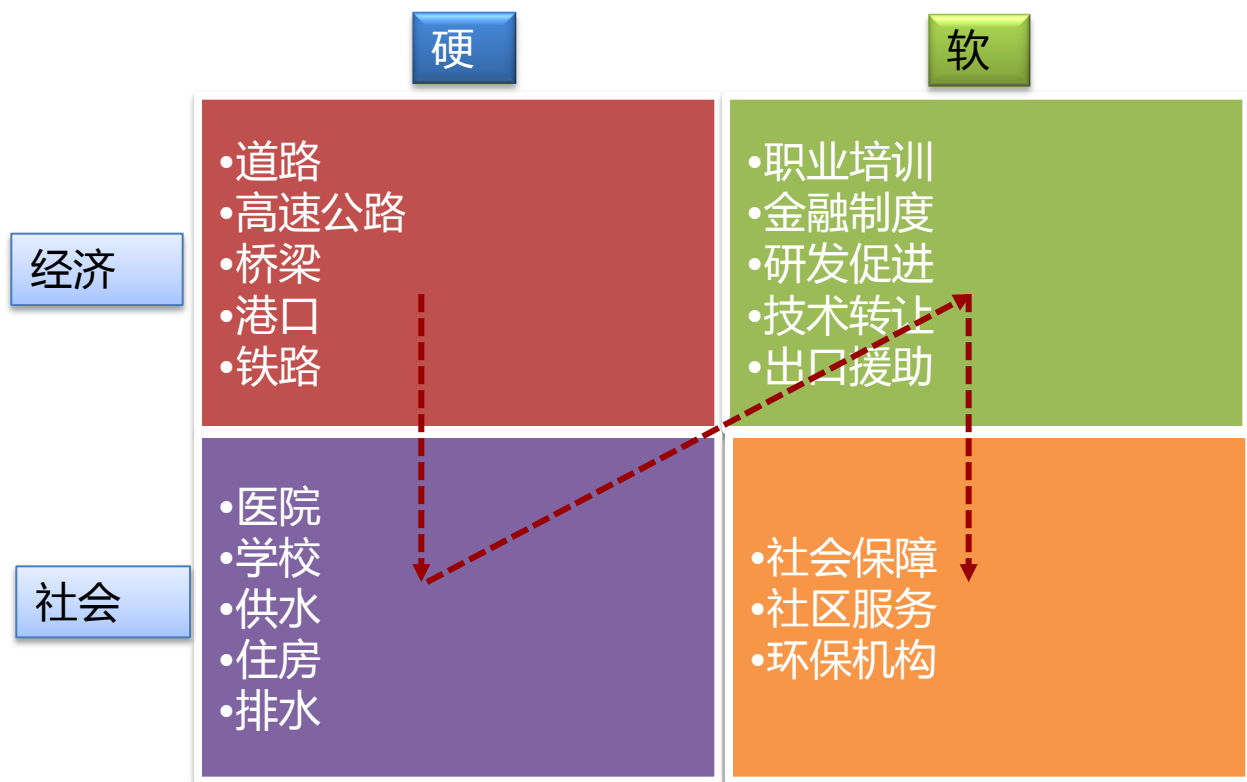 硬
软
经济
•道路
•高速公路
•桥梁
•港口
•铁路
•职业培训
•金融制度
•研发促进
•技术转让
•出口援助
社会
•医院
•学校
•供水
•住房
•排水
•社会保障
•社区服务
•环保机构